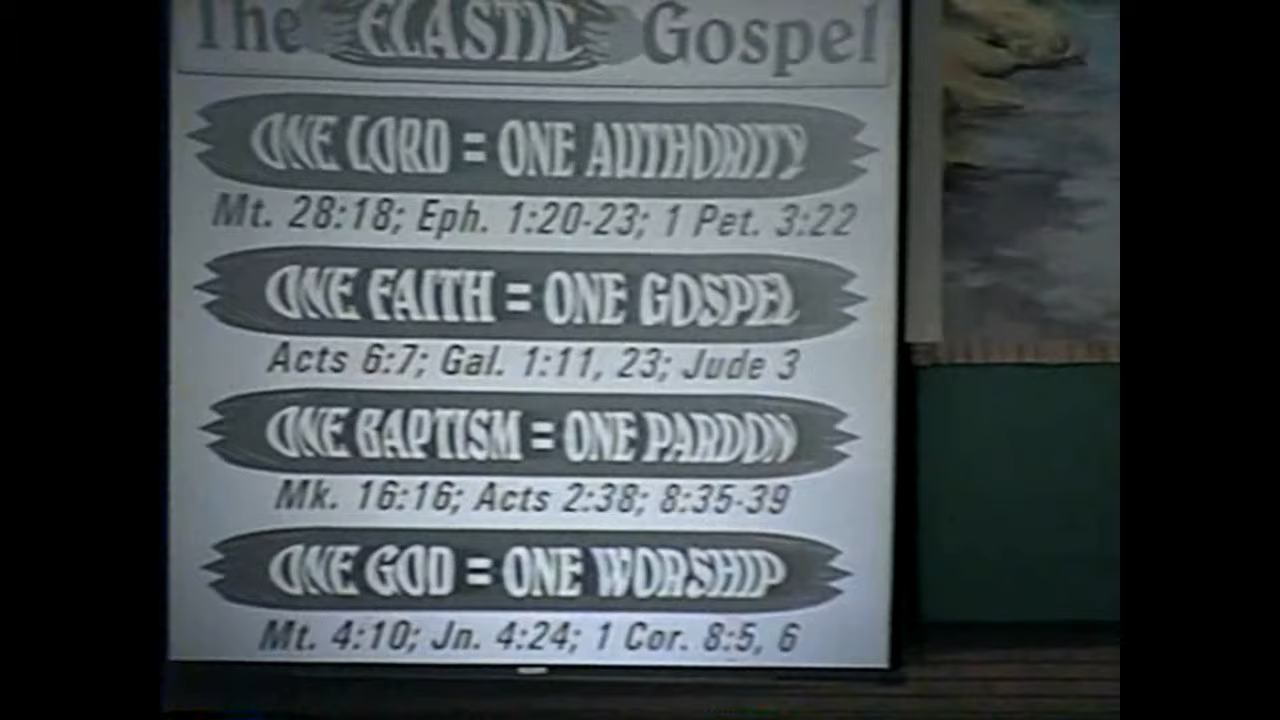 The ELASTIC Gospel
ONE LORD = ONE AUTHORITY
Mt. 28:18; Eph. 1:20-23; 1 Pet. 3:22
ONE FAITH = ONE GOSPEL
Acts 6:7; Gal. 1:11, 23; Jude 3
ONE BAPTISM = ONE PARDON
Mk. 16:16; Acts 2:38; 8:35-39
ONE GOD = ONE WORSHIP
Mt. 4:10; Jn. 4:24; 1 Cor. 8:5, 6